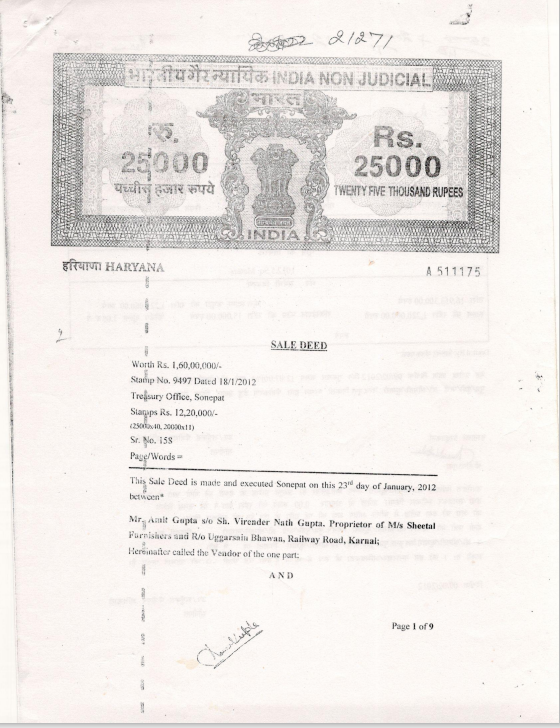 21271
भारतीय गैर न्यायिक INDIA NON JUDICIAL
भारत
रु.
25000
पच्चीस हजार रुपये
Rs.
25000
TWENTY FIVE THOUSAND RUPEES
INDIA
हरियाणा HARYANA
A 511175
SALE DEED
Worth Rs. 1,60,00,000/-
Stamp No. 9497 Dated 18/1/2012
Treasury Office, Sonepat
Stamps Rs. 12,20,000/-
(25000x40, 20000x11)
Sr. No. 158
Page/Words =
This Sale Deed is made and executed Sonepat on this 23rd day of January, 2012
between*
Mr. Amit Gupta s/o Sh. Virender Nath Gupta, Proprietor of M/s Sheetal
Furnishers and R/o Uggarsain Bhawan, Railway Road, Karnal;
Hereinafter called the Vendor of the one part;
A N D
Page 1 of 9